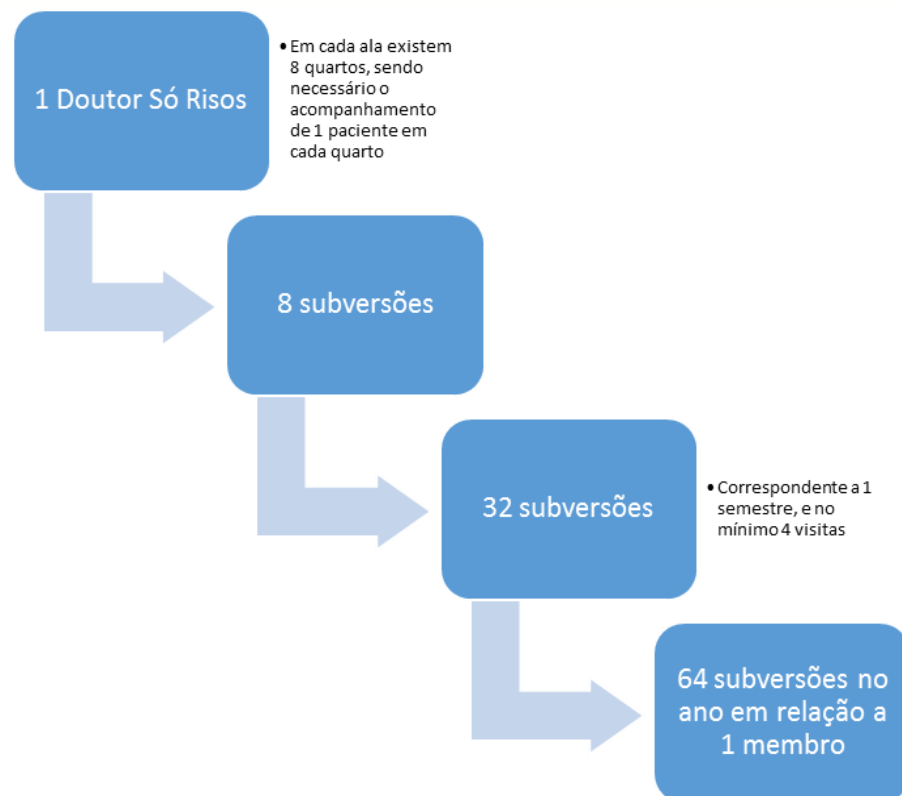 1 Doutor Só Risos
• Em cada ala existem
8 quartos, sendo
necessário o
acompanhamento
de 1 paciente em
cada quarto
8 subversões
32 subversões
• Correspondente a 1
semestre, e no
mínimo 4 visitas
64 subversões no
ano em relação a
1 membro